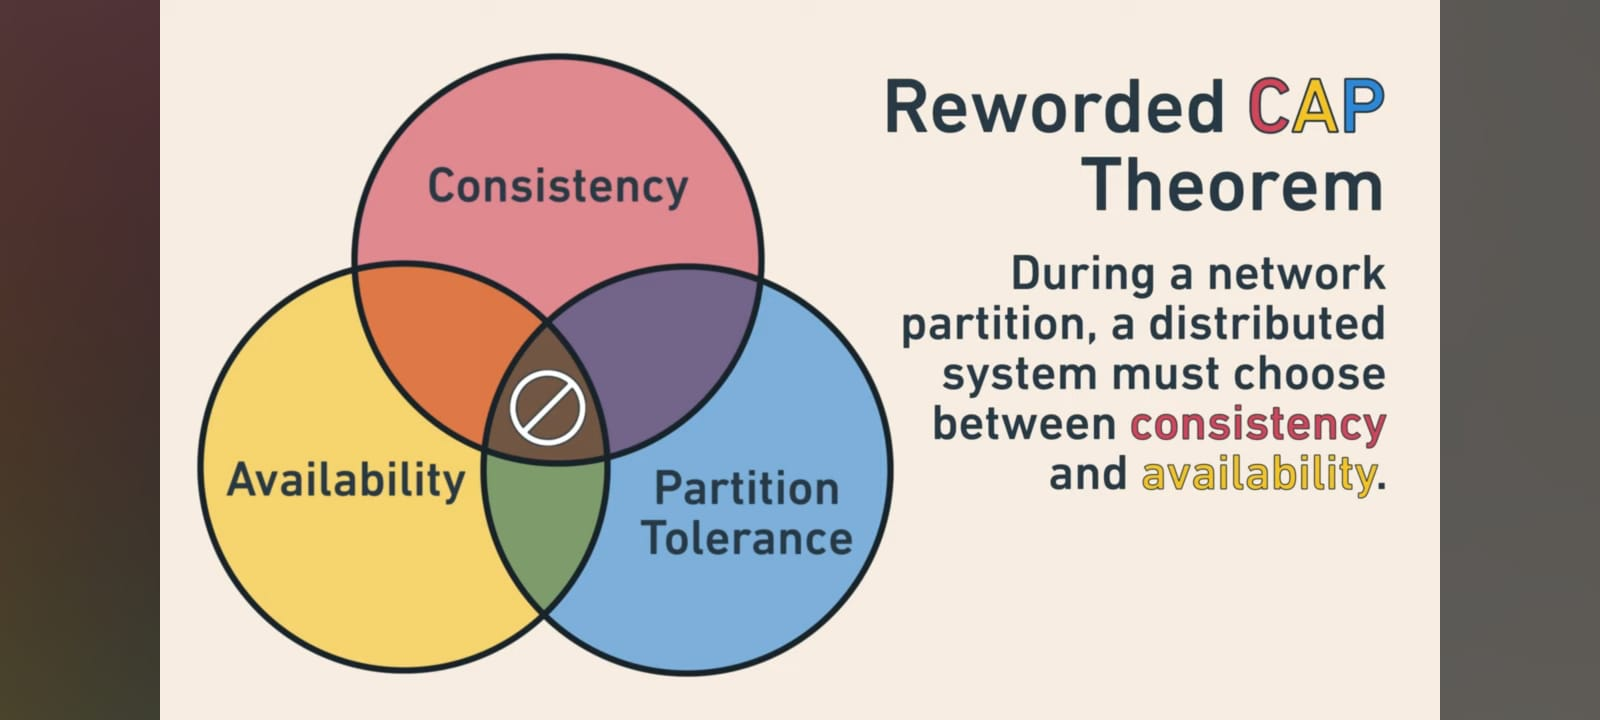 Consistency
Availability
Partition
Tolerance
Reworded CAP
Theorem
During a network
partition, a distributed
system must choose
between consistency
and availability.